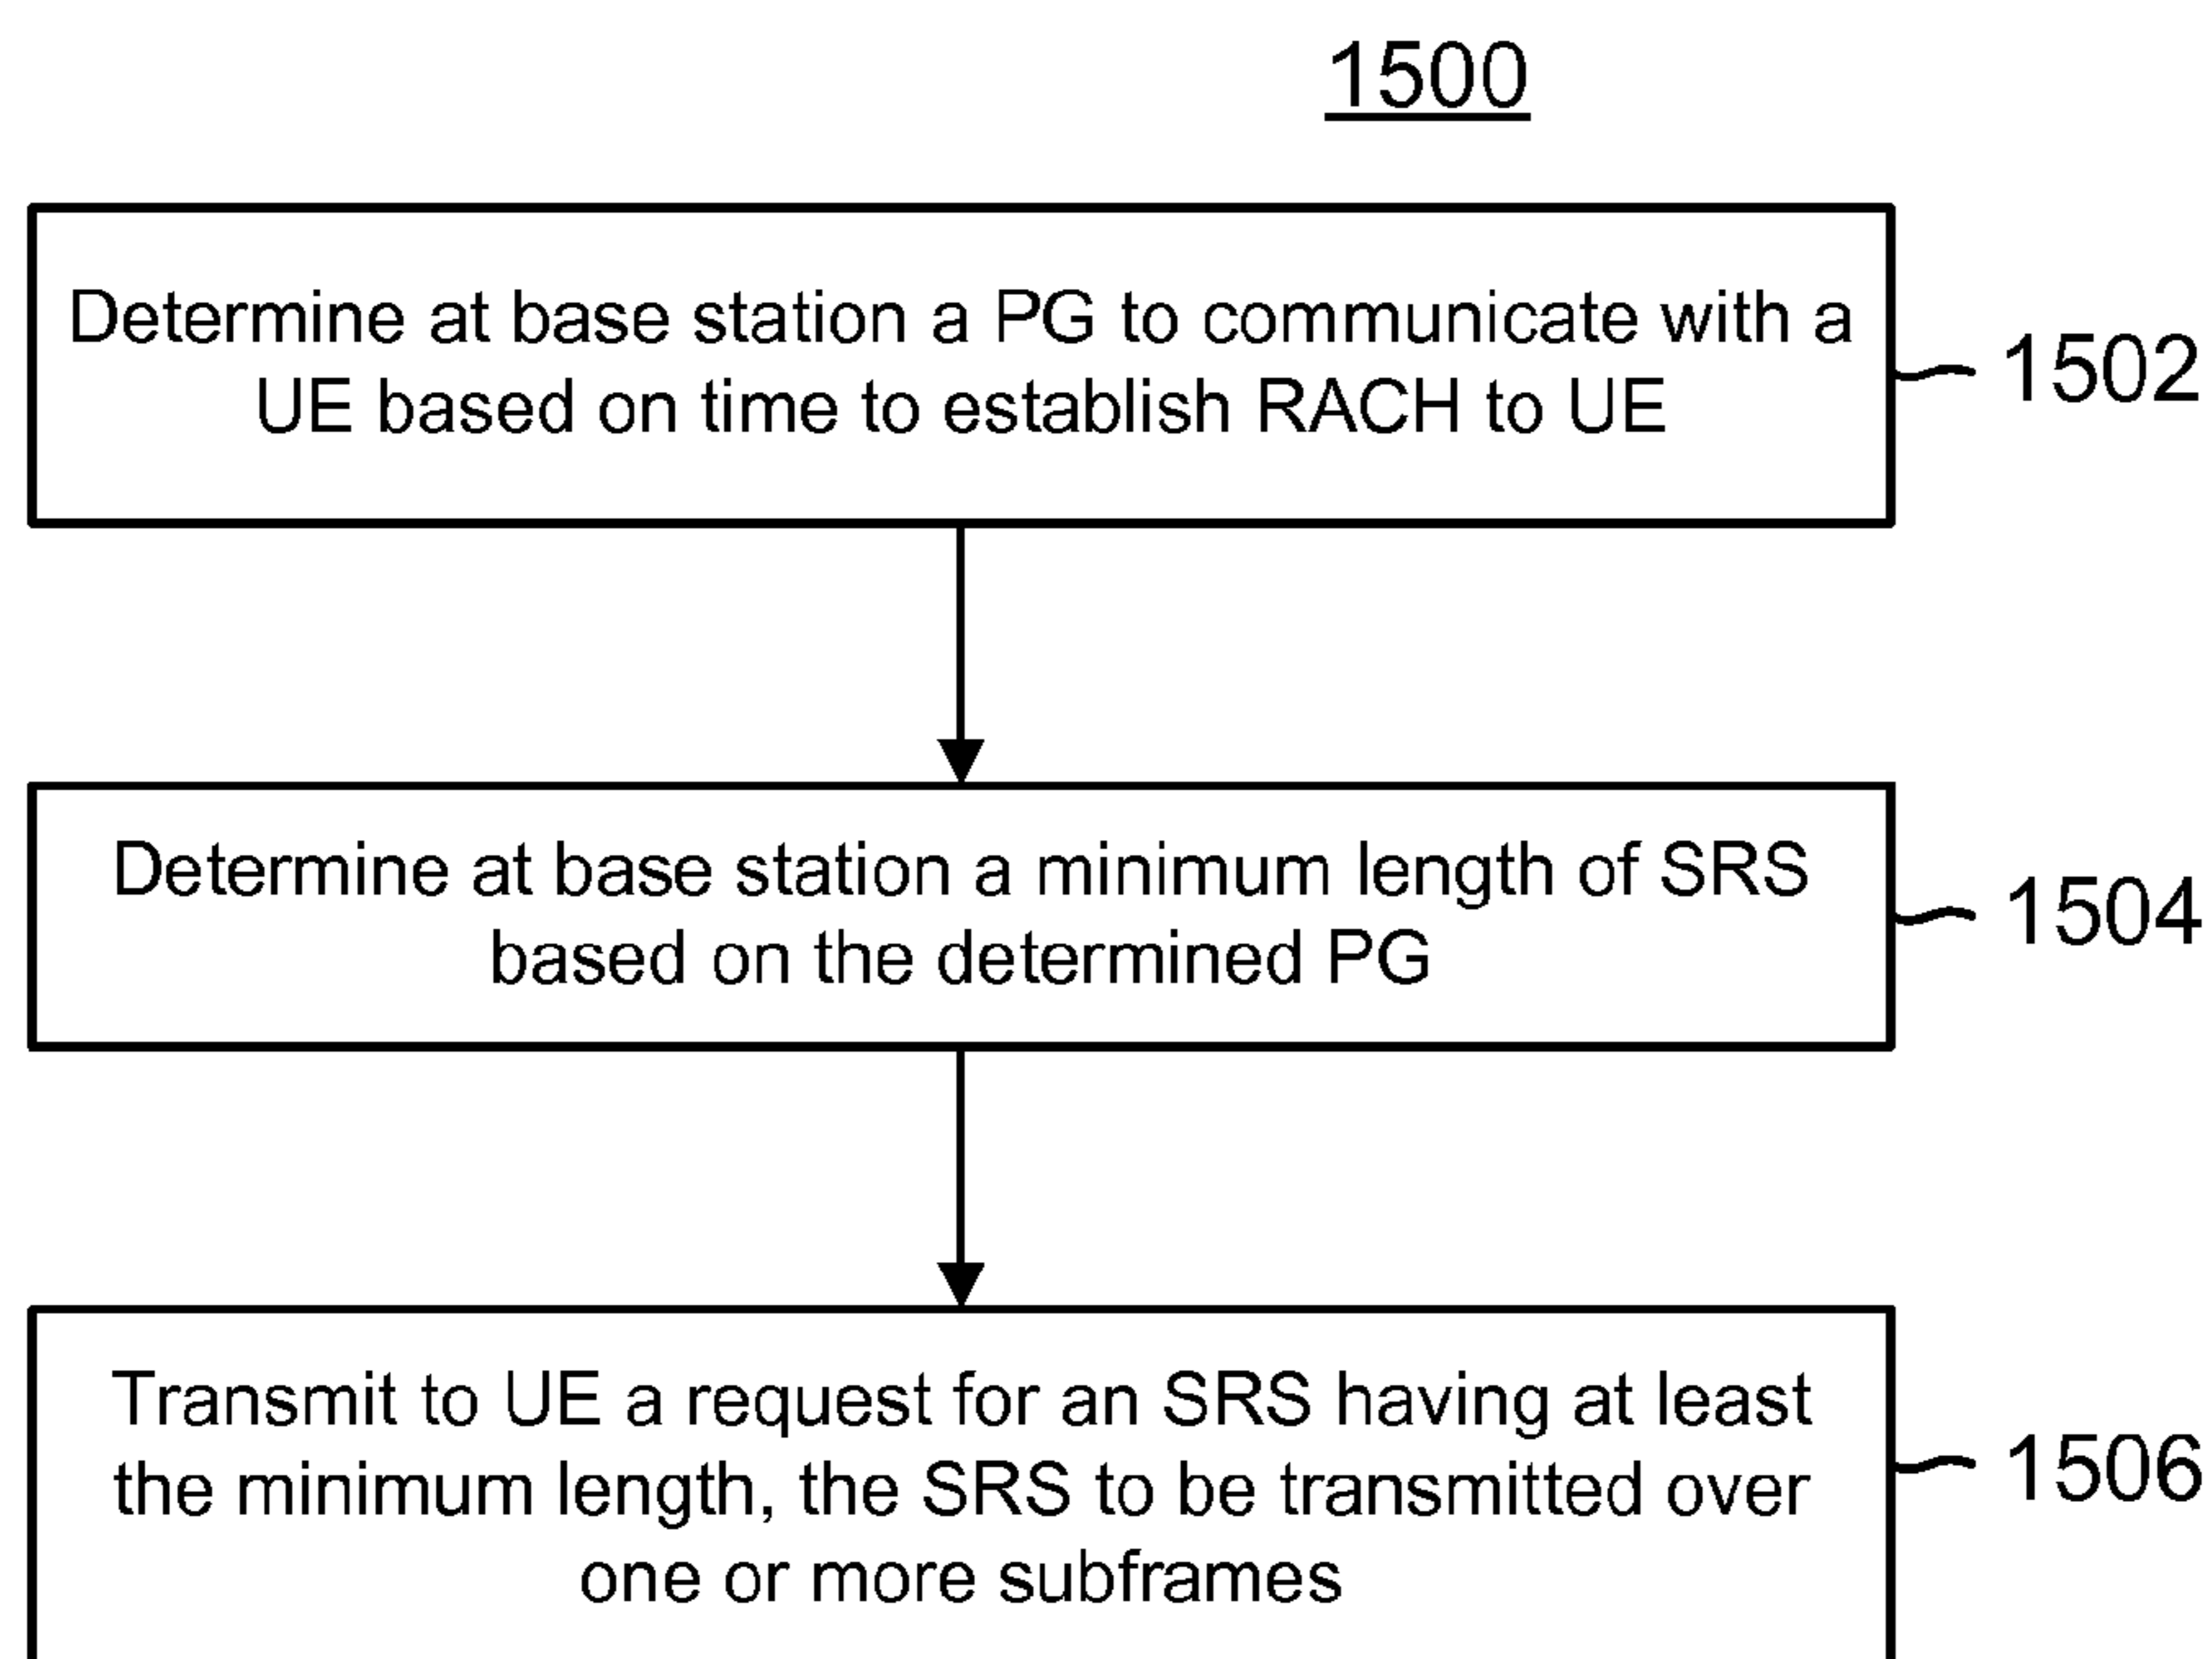 1500
Determine at base station a PG to communicate with a
UE based on time to establish RACH to UE
1502
Determine at base station a minimum length of SRS
based on the determined PG
1504
Transmit to UE a request for an SRS having at least
the minimum length, the SRS to be transmitted over
one or more subframes
1506